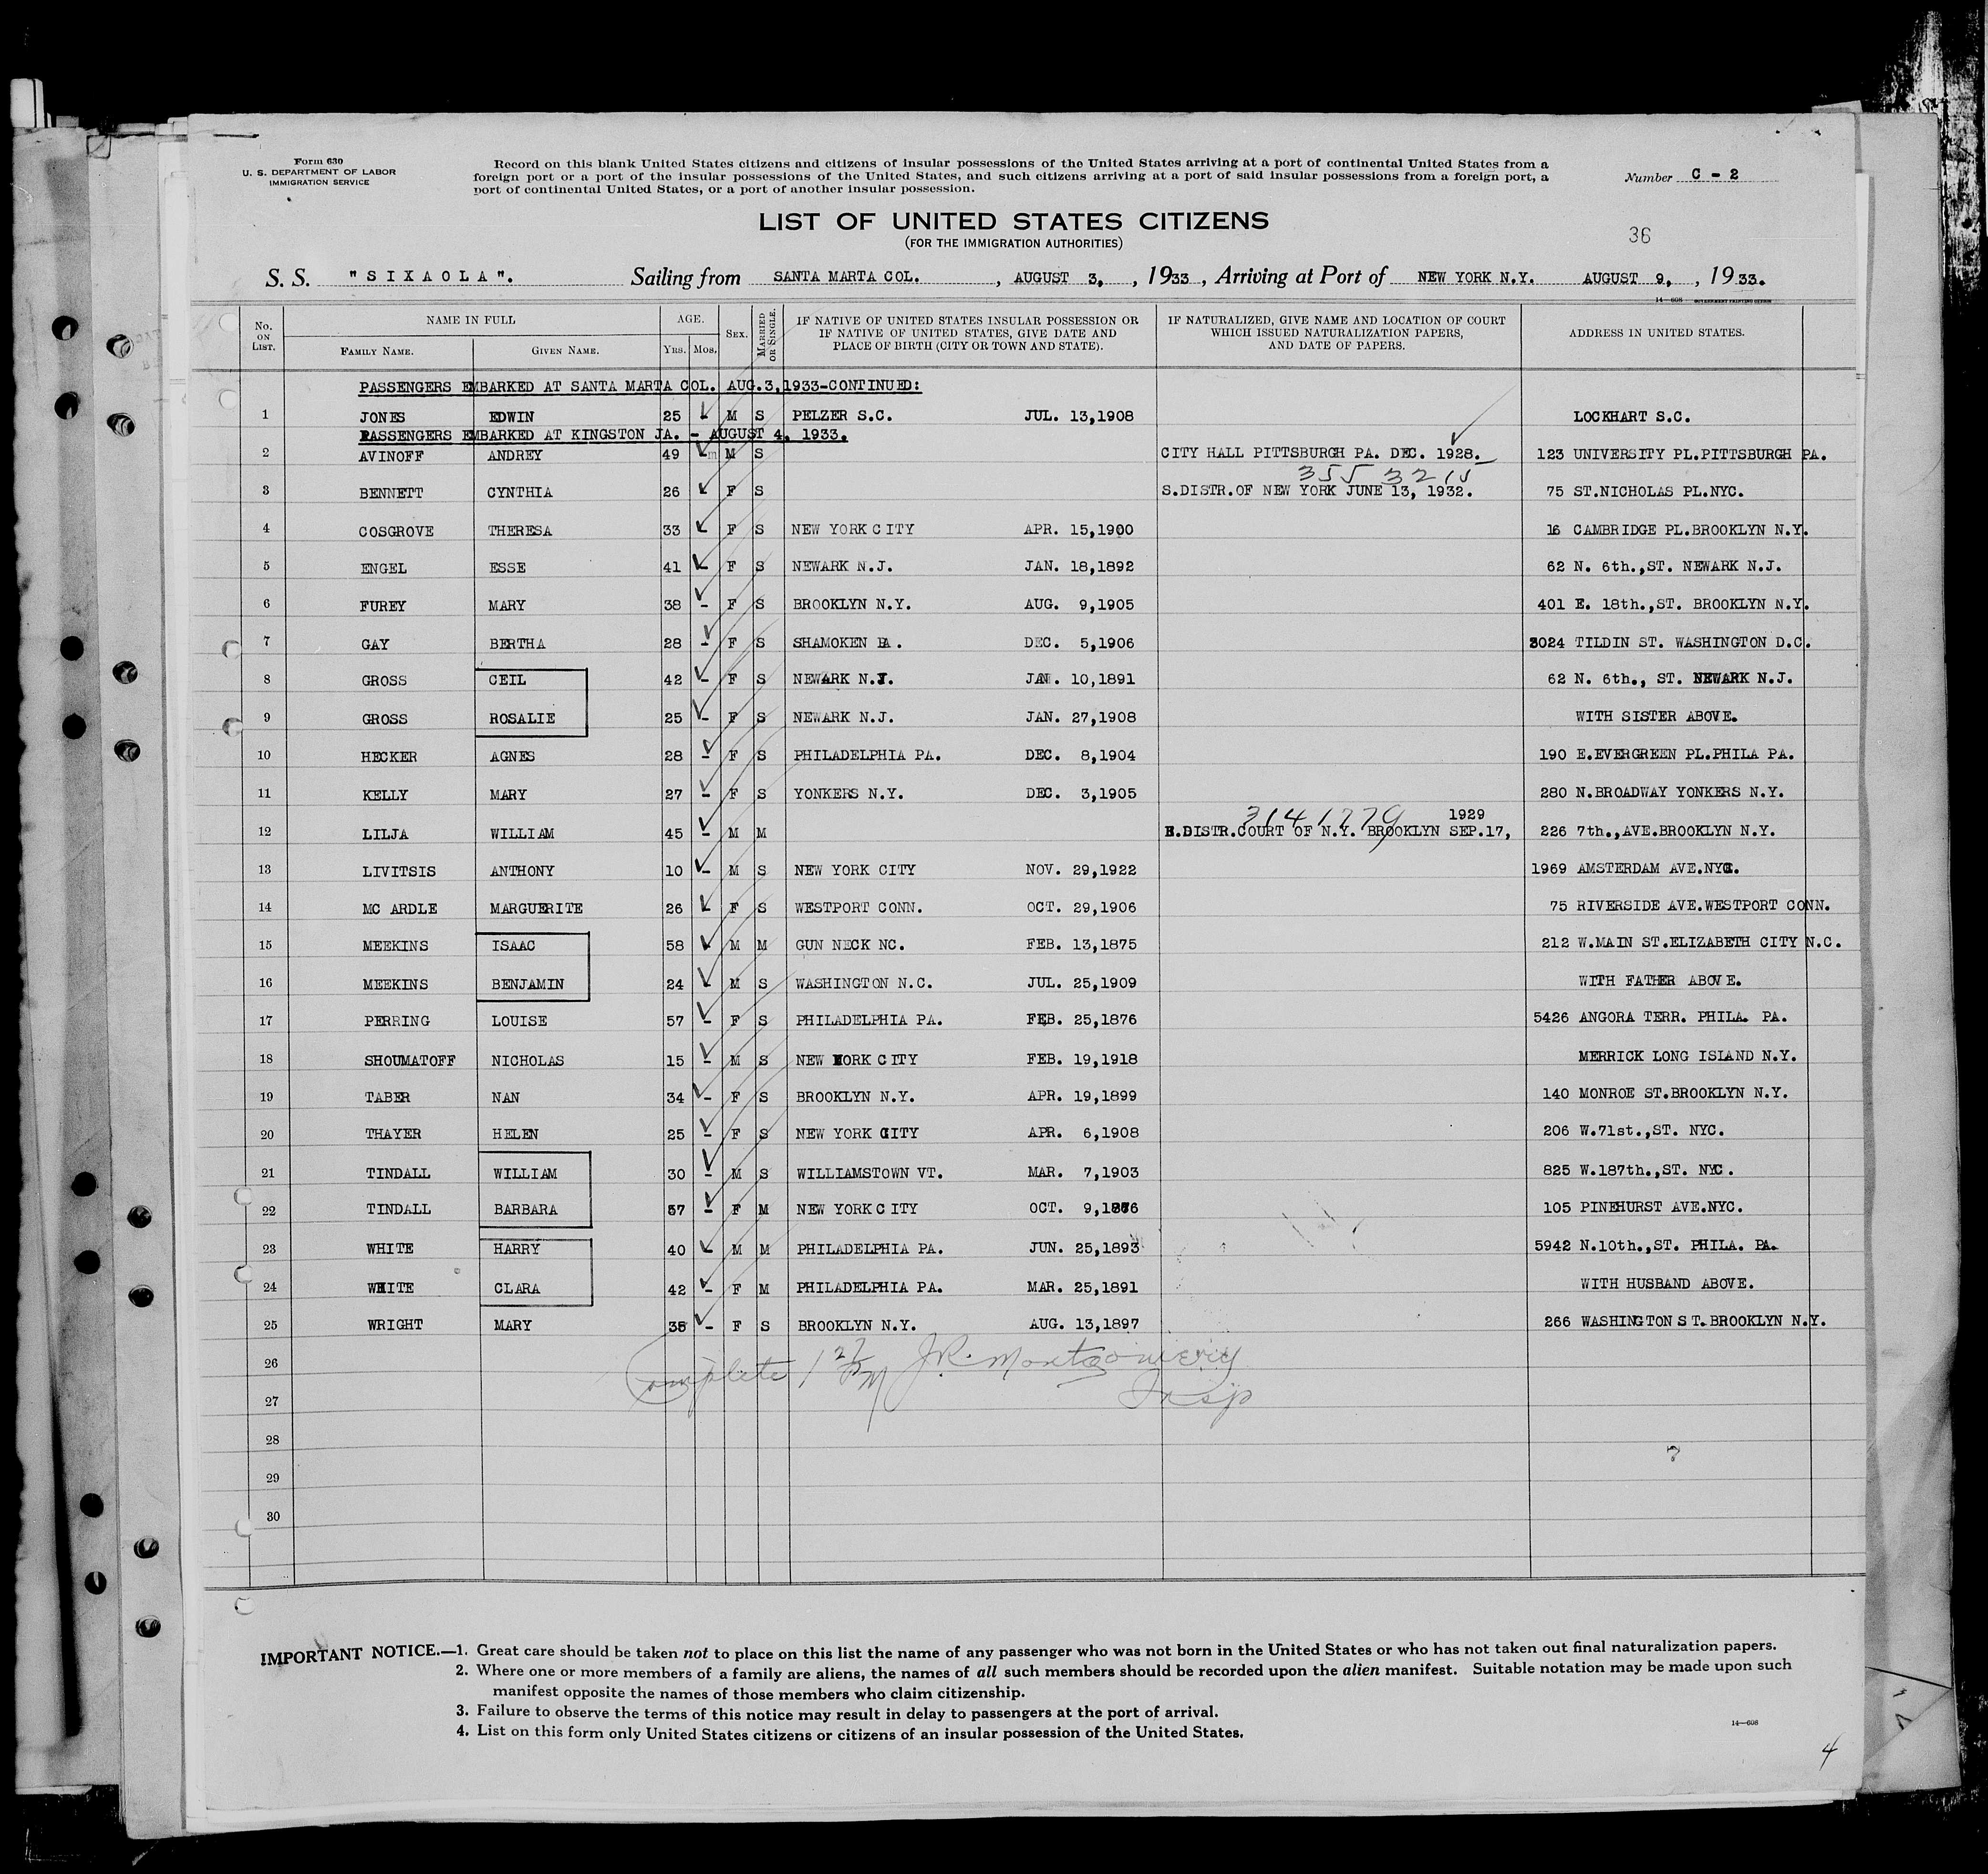 Form 630
U. S. DEPARTMENT OF LABOR
IMMIGRATION SERVICE
Record on this blank United States citizens and citizens of insular possessions of the United States arriving at a port of continental United States from a
foreign port or a port of the insular possessions of the United States, and such citizens arriving at a port of said insular possessions from a foreign port, a
port of continental United States, or a port of another insular possession.
Number C - 2
LIST OF UNITED STATES CITIZENS
(FOR THE IMMIGRATION AUTHORITIES)
36
S. S. "SIXAOLA". Sailing from SANTA MARTA COL. , AUGUST 3, , 1933 , Arriving at Port of NEW YORK N.Y. AUGUST 9, , 1933.
14—608 GOVERNMENT PRINTING OFFICE
No. ON LIST. NAME IN FULL FAMILY NAME. GIVEN NAME. AGE. YRS. MOS. SEX. MARRIED OR SINGLE. IF NATIVE OF UNITED STATES INSULAR POSSESSION OR IF NATIVE OF UNITED STATES, GIVE DATE AND PLACE OF BIRTH (CITY OR TOWN AND STATE). IF NATURALIZED, GIVE NAME AND LOCATION OF COURT WHICH ISSUED NATURALIZATION PAPERS, AND DATE OF PAPERS. ADDRESS IN UNITED STATES.
PASSENGERS EMBARKED AT SANTA MARTA COL. AUG.3,1933-CONTINUED:
1 JONES EDWIN 25 - M S PELZER S.C. JUL. 13,1908 LOCKHART S.C.
PASSENGERS EMBARKED AT KINGSTON JA. - AUGUST 4, 1933.
2 AVINOFF ANDREY 49 m M S CITY HALL PITTSBURGH PA. DEC. 1928. 123 UNIVERSITY PL.PITTSBURGH PA.
355 3215
3 BENNETT CYNTHIA 26 - F S S.DISTR.OF NEW YORK JUNE 13, 1932. 75 ST.NICHOLAS PL.NYC.
4 COSGROVE THERESA 33 - F S NEW YORK CITY APR. 15,1900 16 CAMBRIDGE PL.BROOKLYN N.Y.
5 ENGEL ESSE 41 - F S NEWARK N.J. JAN. 18,1892 62 N. 6th.,ST. NEWARK N.J.
6 FUREY MARY 38 - F S BROOKLYN N.Y. AUG. 9,1905 401 E. 18th.,ST. BROOKLYN N.Y.
7 GAY BERTHA 28 - F S SHAMOKEN PA. DEC. 5,1906 3024 TILDIN ST. WASHINGTON D.C.
8 GROSS CEIL 42 - F S NEWARK N.J. JAN. 10,1891 62 N. 6th., ST. NEWARK N.J.
9 GROSS ROSALIE 25 - F S NEWARK N.J. JAN. 27,1908 WITH SISTER ABOVE.
10 HECKER AGNES 28 - F S PHILADELPHIA PA. DEC. 8,1904 190 E.EVERGREEN PL.PHILA PA.
11 KELLY MARY 27 - F S YONKERS N.Y. DEC. 3,1905 280 N.BROADWAY YONKERS N.Y.
3141779 1929
12 LILJA WILLIAM 45 - M M E.DISTR.COURT OF N.Y. BROOKLYN SEP.17, 226 7th.,AVE.BROOKLYN N.Y.
13 LIVITSIS ANTHONY 10 - M S NEW YORK CITY NOV. 29,1922 1969 AMSTERDAM AVE.NYC.
14 MC ARDLE MARGUERITE 26 - F S WESTPORT CONN. OCT. 29,1906 75 RIVERSIDE AVE.WESTPORT CONN.
15 MEEKINS ISAAC 58 - M M GUN NECK NC. FEB. 13,1875 212 W.MAIN ST.ELIZABETH CITY N.C.
16 MEEKINS BENJAMIN 24 - M S WASHINGTON N.C. JUL. 25,1909 WITH FATHER ABOVE.
17 PERRING LOUISE 57 - F S PHILADELPHIA PA. FEB. 25,1876 5426 ANGORA TERR. PHILA. PA.
18 SHOUMATOFF NICHOLAS 15 - M S NEW YORK CITY FEB. 19,1918 MERRICK LONG ISLAND N.Y.
19 TABER NAN 34 - F S BROOKLYN N.Y. APR. 19,1899 140 MONROE ST.BROOKLYN N.Y.
20 THAYER HELEN 25 - F S NEW YORK CITY APR. 6,1908 206 W.71st.,ST. NYC.
21 TINDALL WILLIAM 30 - M S WILLIAMSTOWN VT. MAR. 7,1903 825 W.187th.,ST. NYC.
22 TINDALL BARBARA 57 - F M NEW YORK CITY OCT. 9,1876 105 PINEHURST AVE.NYC.
23 WHITE HARRY 40 - M M PHILADELPHIA PA. JUN. 25,1893 5942 N.10th.,ST. PHILA. PA.
24 WHITE CLARA 42 - F M PHILADELPHIA PA. MAR. 25,1891 WITH HUSBAND ABOVE.
25 WRIGHT MARY 35 - F S BROOKLYN N.Y. AUG. 13,1897 266 WASHINGTON ST.BROOKLYN N.Y.
26 Complete J.R. Montgomery
27 Insp
28
29
30
IMPORTANT NOTICE.—1. Great care should be taken not to place on this list the name of any passenger who was not born in the United States or who has not taken out final naturalization papers.
2. Where one or more members of a family are aliens, the names of all such members should be recorded upon the alien manifest. Suitable notation may be made upon such
manifest opposite the names of those members who claim citizenship.
3. Failure to observe the terms of this notice may result in delay to passengers at the port of arrival.
4. List on this form only United States citizens or citizens of an insular possession of the United States.
14—608
4